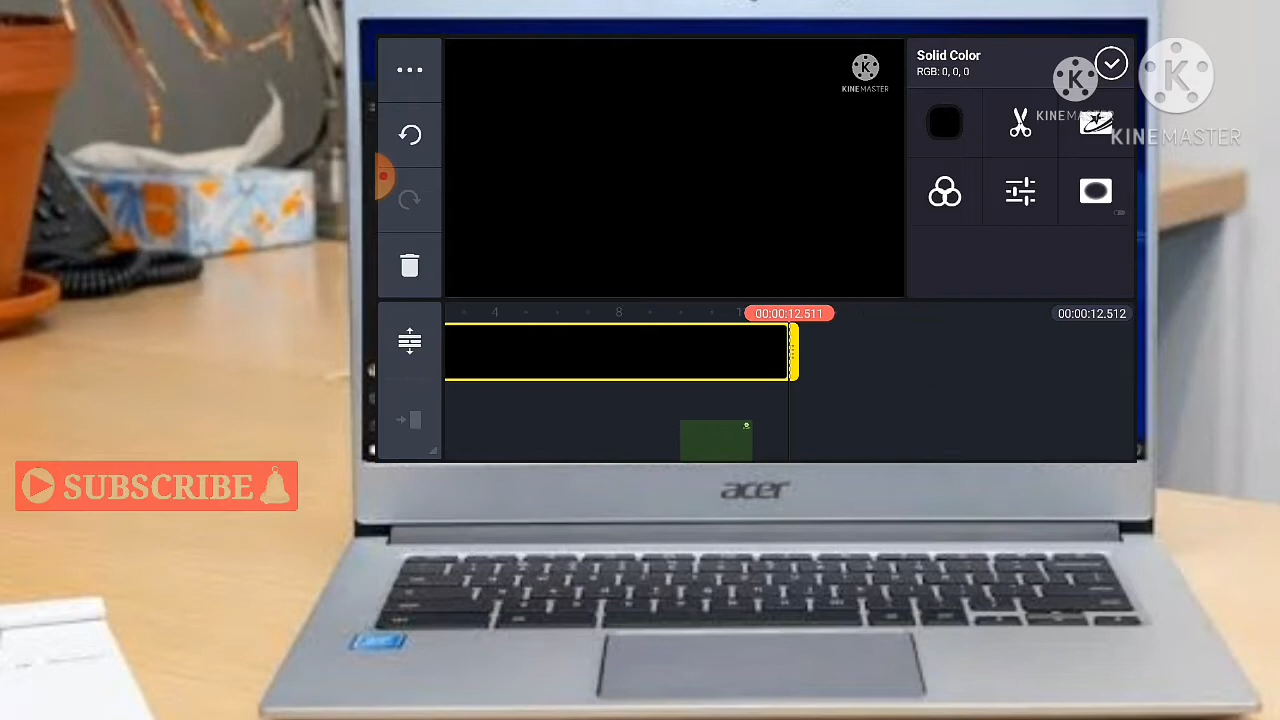 Solid Color
RGB: 0, 0, 0
KINEMASTER
KINEMASTER
KINEMASTER
4
8
00:00:12.511
00:00:12.512
SUBSCRIBE
acer